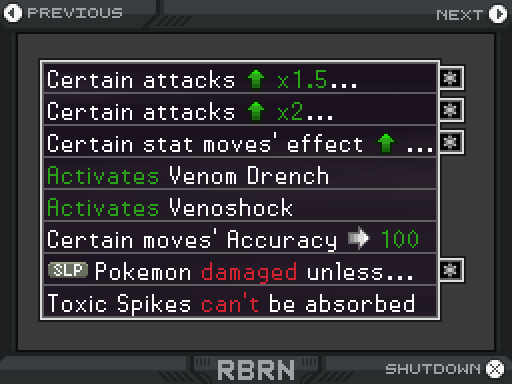 PREVIOUS
NEXT
Certain attacks x1.5...
Certain attacks x2...
Certain stat moves' effect ...
Activates Venom Drench
Activates Venoshock
Certain moves' Accuracy 100
SLP Pokemon damaged unless...
Toxic Spikes can't be absorbed
RBRN
SHUTDOWN